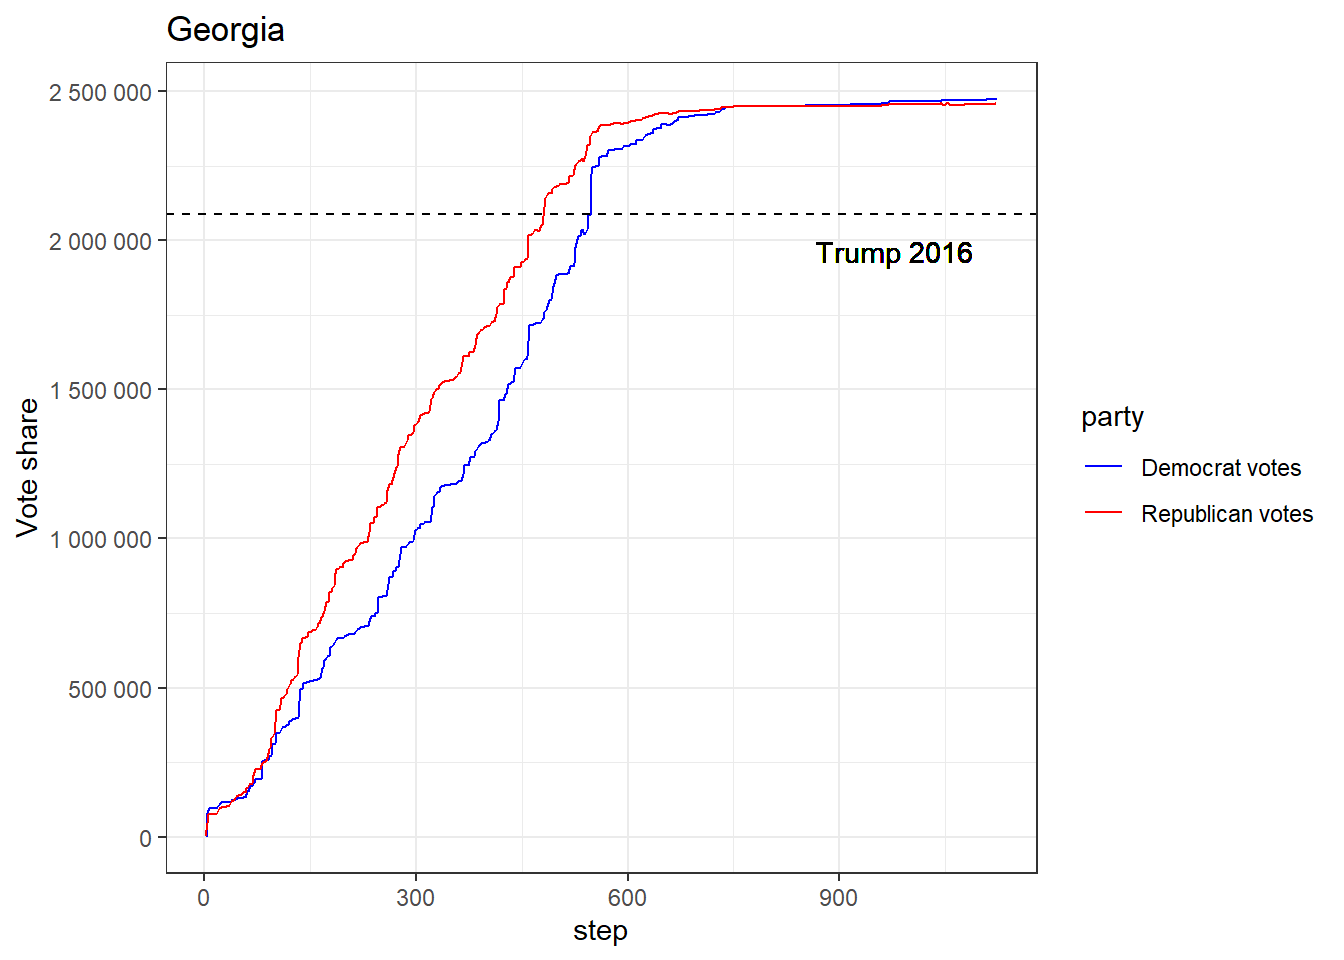 Georgia
2 500 000
2 000 000
1 500 000
1 000 000
500 000
0
Vote share
Trump 2016
0 300 600 900
step
party
Democrat votes
Republican votes